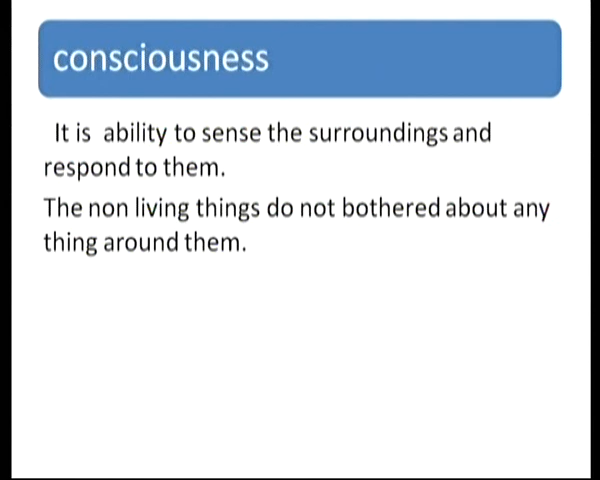 consciousness
It is ability to sense the surroundings and
respond to them.
The non living things do not bothered about any
thing around them.